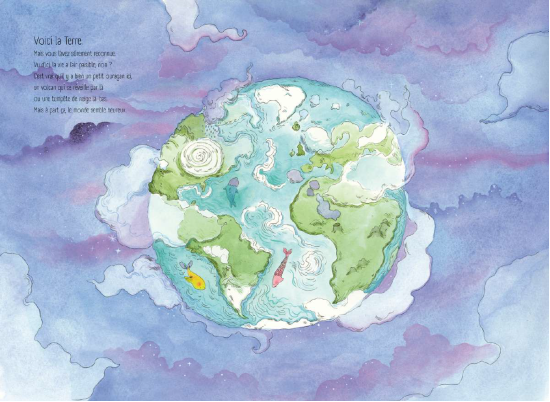 Voici la Terre
Mais vous l'avez sûrement reconnue.
Vu d'ici, la vie a l'air paisible, non ?
C'est vrai qu'il y a bien un petit ouragan ici,
un volcan qui se réveille par là
ou une tempête de neige là-bas.
Mais à part ça, le monde semble heureux.